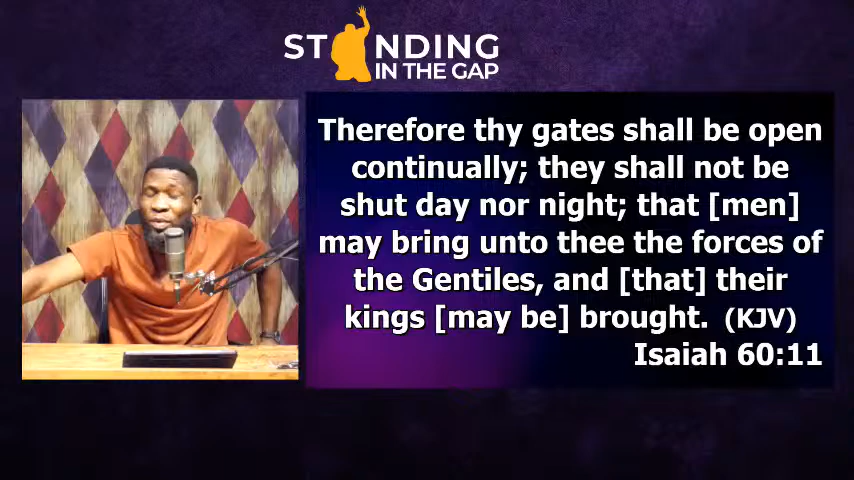 ST NDING
IN THE GAP
Therefore thy gates shall be open
continually; they shall not be
shut day nor night; that [men]
may bring unto thee the forces of
the Gentiles, and [that] their
kings [may be] brought. (KJV)
Isaiah 60:11